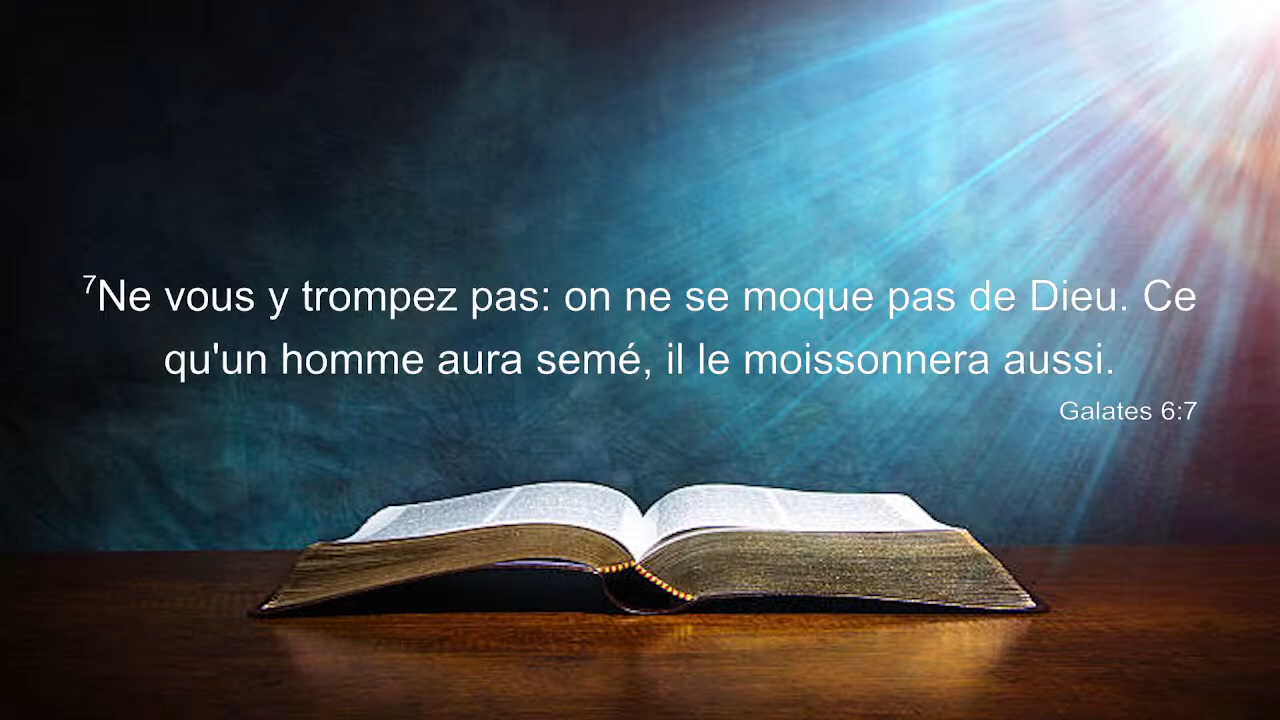 7Ne vous y trompez pas: on ne se moque pas de Dieu. Ce
qu'un homme aura semé, il le moissonnera aussi.
Galates 6:7